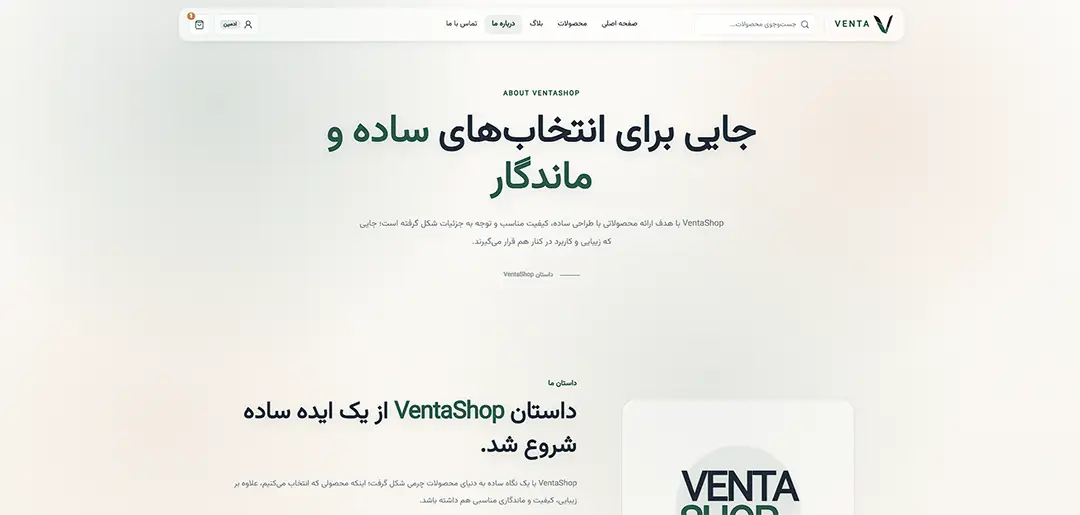 VENTA
جست‌وجوی محصولات...
صفحه اصلی
محصولات
بلاگ
درباره ما
تماس با ما
ادمین
1
ABOUT VENTASHOP
جایی برای انتخاب‌های ساده و
ماندگار
VentaShop با هدف ارائه محصولاتی با طراحی ساده، کیفیت مناسب و توجه به جزئیات شکل گرفته است؛ جایی
که زیبایی و کاربرد در کنار هم قرار می‌گیرند.
داستان VentaShop
داستان ما
داستان VentaShop از یک ایده ساده
شروع شد.
VentaShop با یک نگاه ساده به دنیای محصولات چرمی شکل گرفت؛ اینکه محصولی که انتخاب می‌کنیم، علاوه بر
زیبایی، کیفیت و ماندگاری مناسبی هم داشته باشد.
VENTA
SHOP